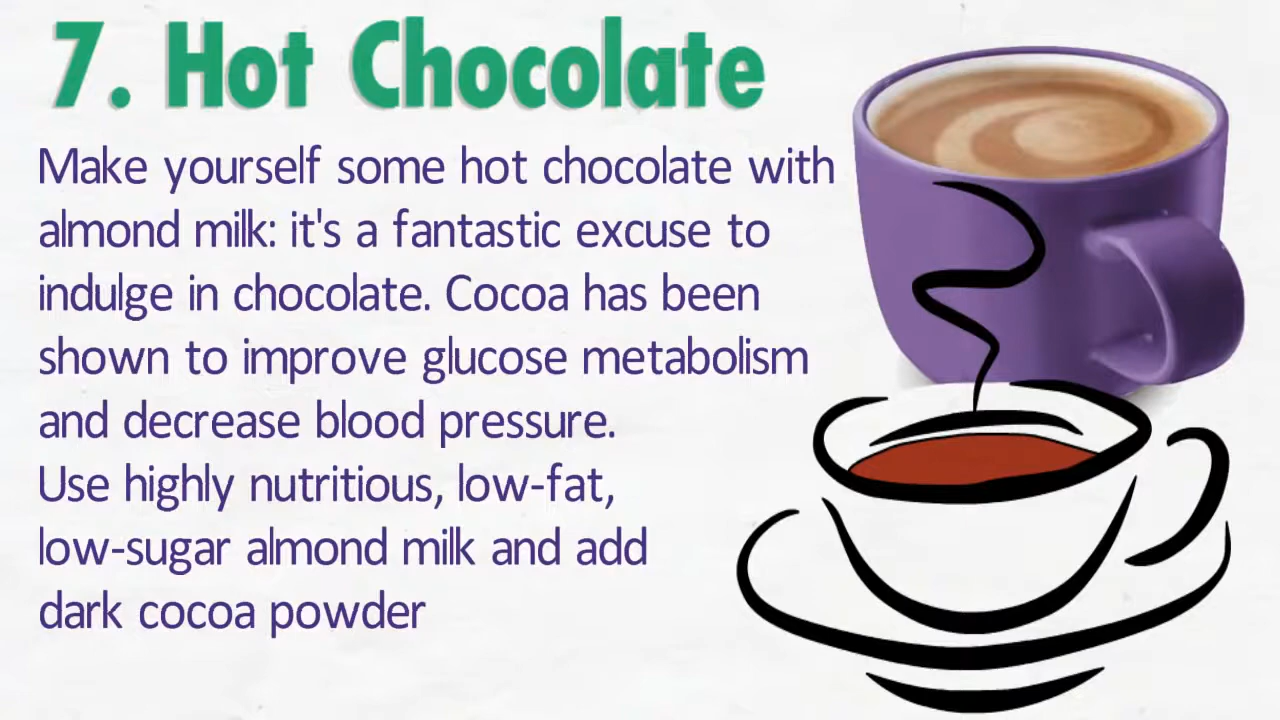 7. Hot Chocolate
Make yourself some hot chocolate with
almond milk: it's a fantastic excuse to
indulge in chocolate. Cocoa has been
shown to improve glucose metabolism
and decrease blood pressure.
Use highly nutritious, low-fat,
low-sugar almond milk and add
dark cocoa powder